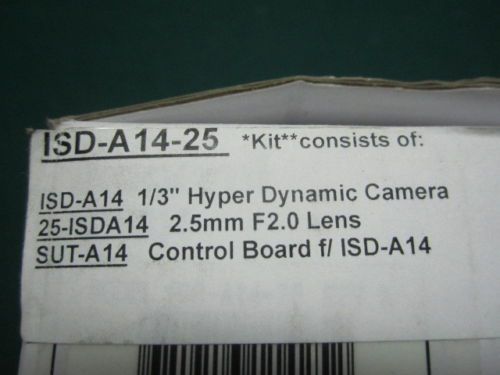 ISD-A14-25 *Kit**consists of:
ISD-A14 1/3" Hyper Dynamic Camera
25-ISDA14 2.5mm F2.0 Lens
SUT-A14 Control Board f/ ISD-A14